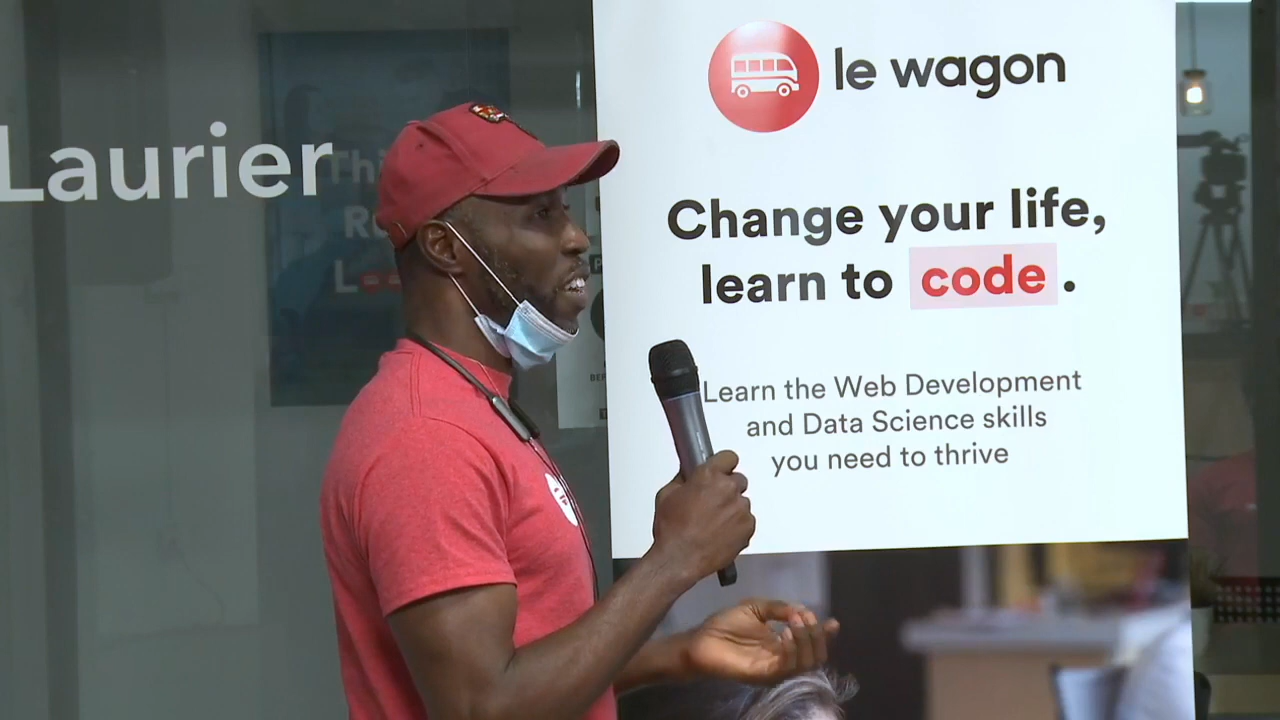 le wagon
Laurier
Change your life,
learn to code.
Learn the Web Development
and Data Science skills
you need to thrive